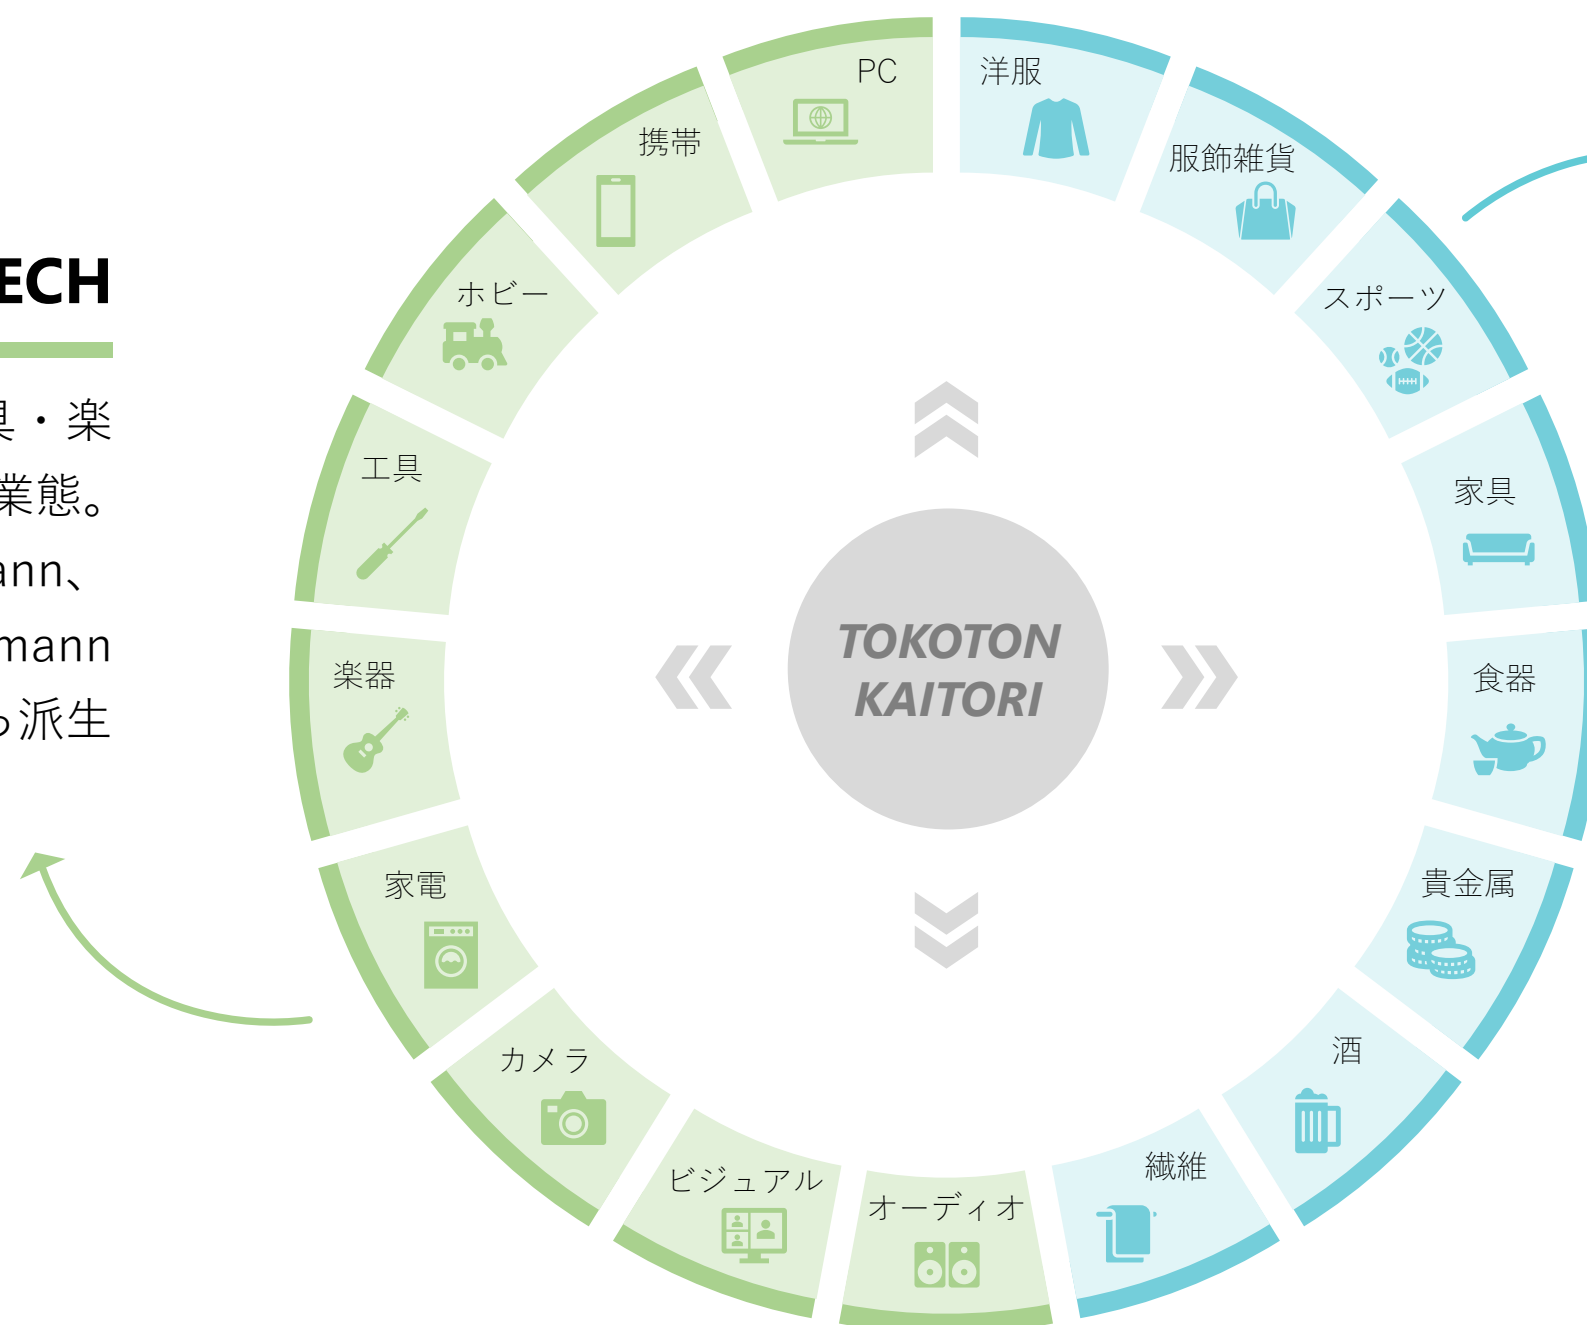 ECH
具・楽
業態。
ann、
mann
ら派生
PC
洋服
携帯
服飾雑貨
ホビー
スポーツ
工具
家具
TOKOTON
KAITORI
楽器
食器
家電
貴金属
カメラ
酒
ビジュアル
オーディオ
繊維